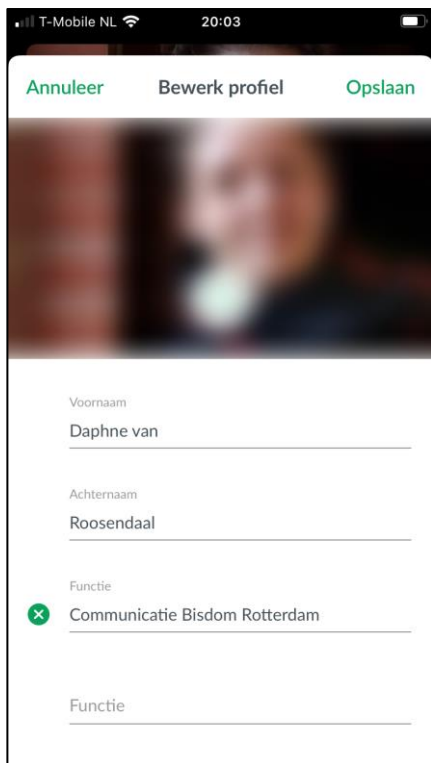 T-Mobile NL 20:03
Annuleer Bewerk profiel Opslaan
Voornaam
Daphne van
Achternaam
Roosendaal
Functie
Communicatie Bisdom Rotterdam
Functie